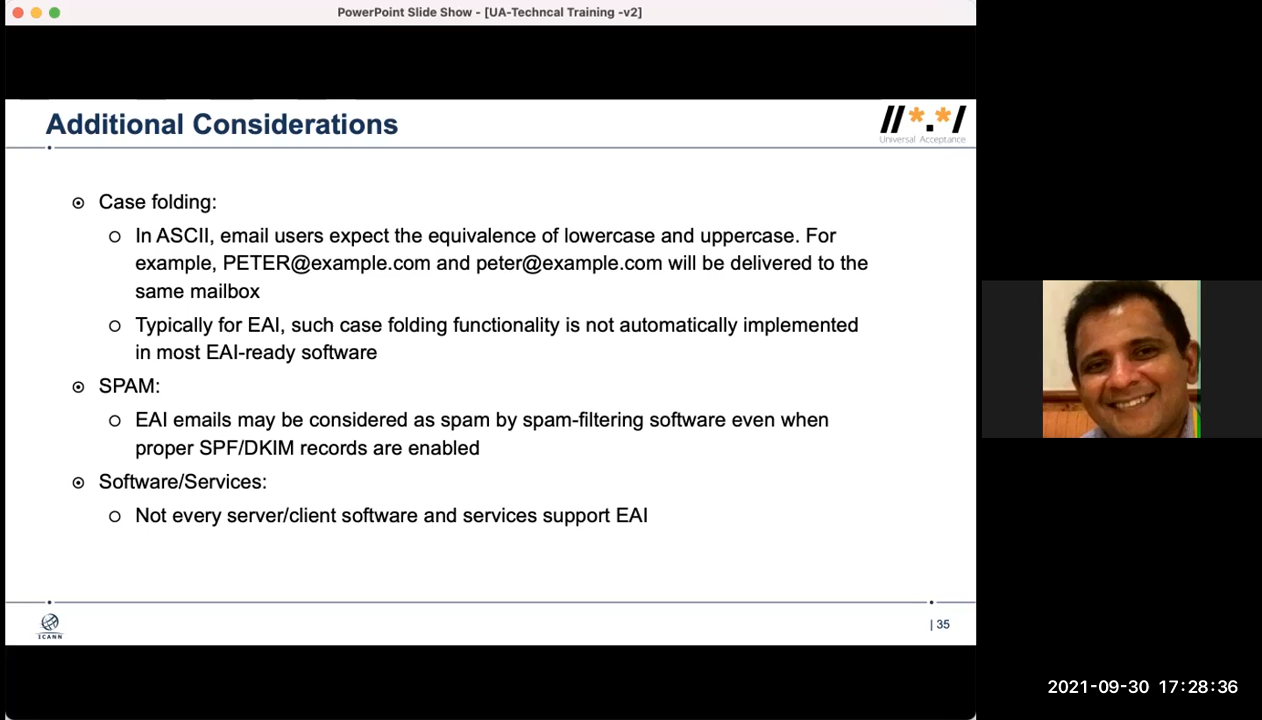 PowerPoint Slide Show - [UA-Techncal Training -v2]
Additional Considerations
Universal Acceptance
Case folding:
In ASCII, email users expect the equivalence of lowercase and uppercase. For
example, PETER@example.com and peter@example.com will be delivered to the
same mailbox
Typically for EAI, such case folding functionality is not automatically implemented
in most EAI-ready software
SPAM:
EAI emails may be considered as spam by spam-filtering software even when
proper SPF/DKIM records are enabled
Software/Services:
Not every server/client software and services support EAI
ICANN
| 35
2021-09-30 17:28:36